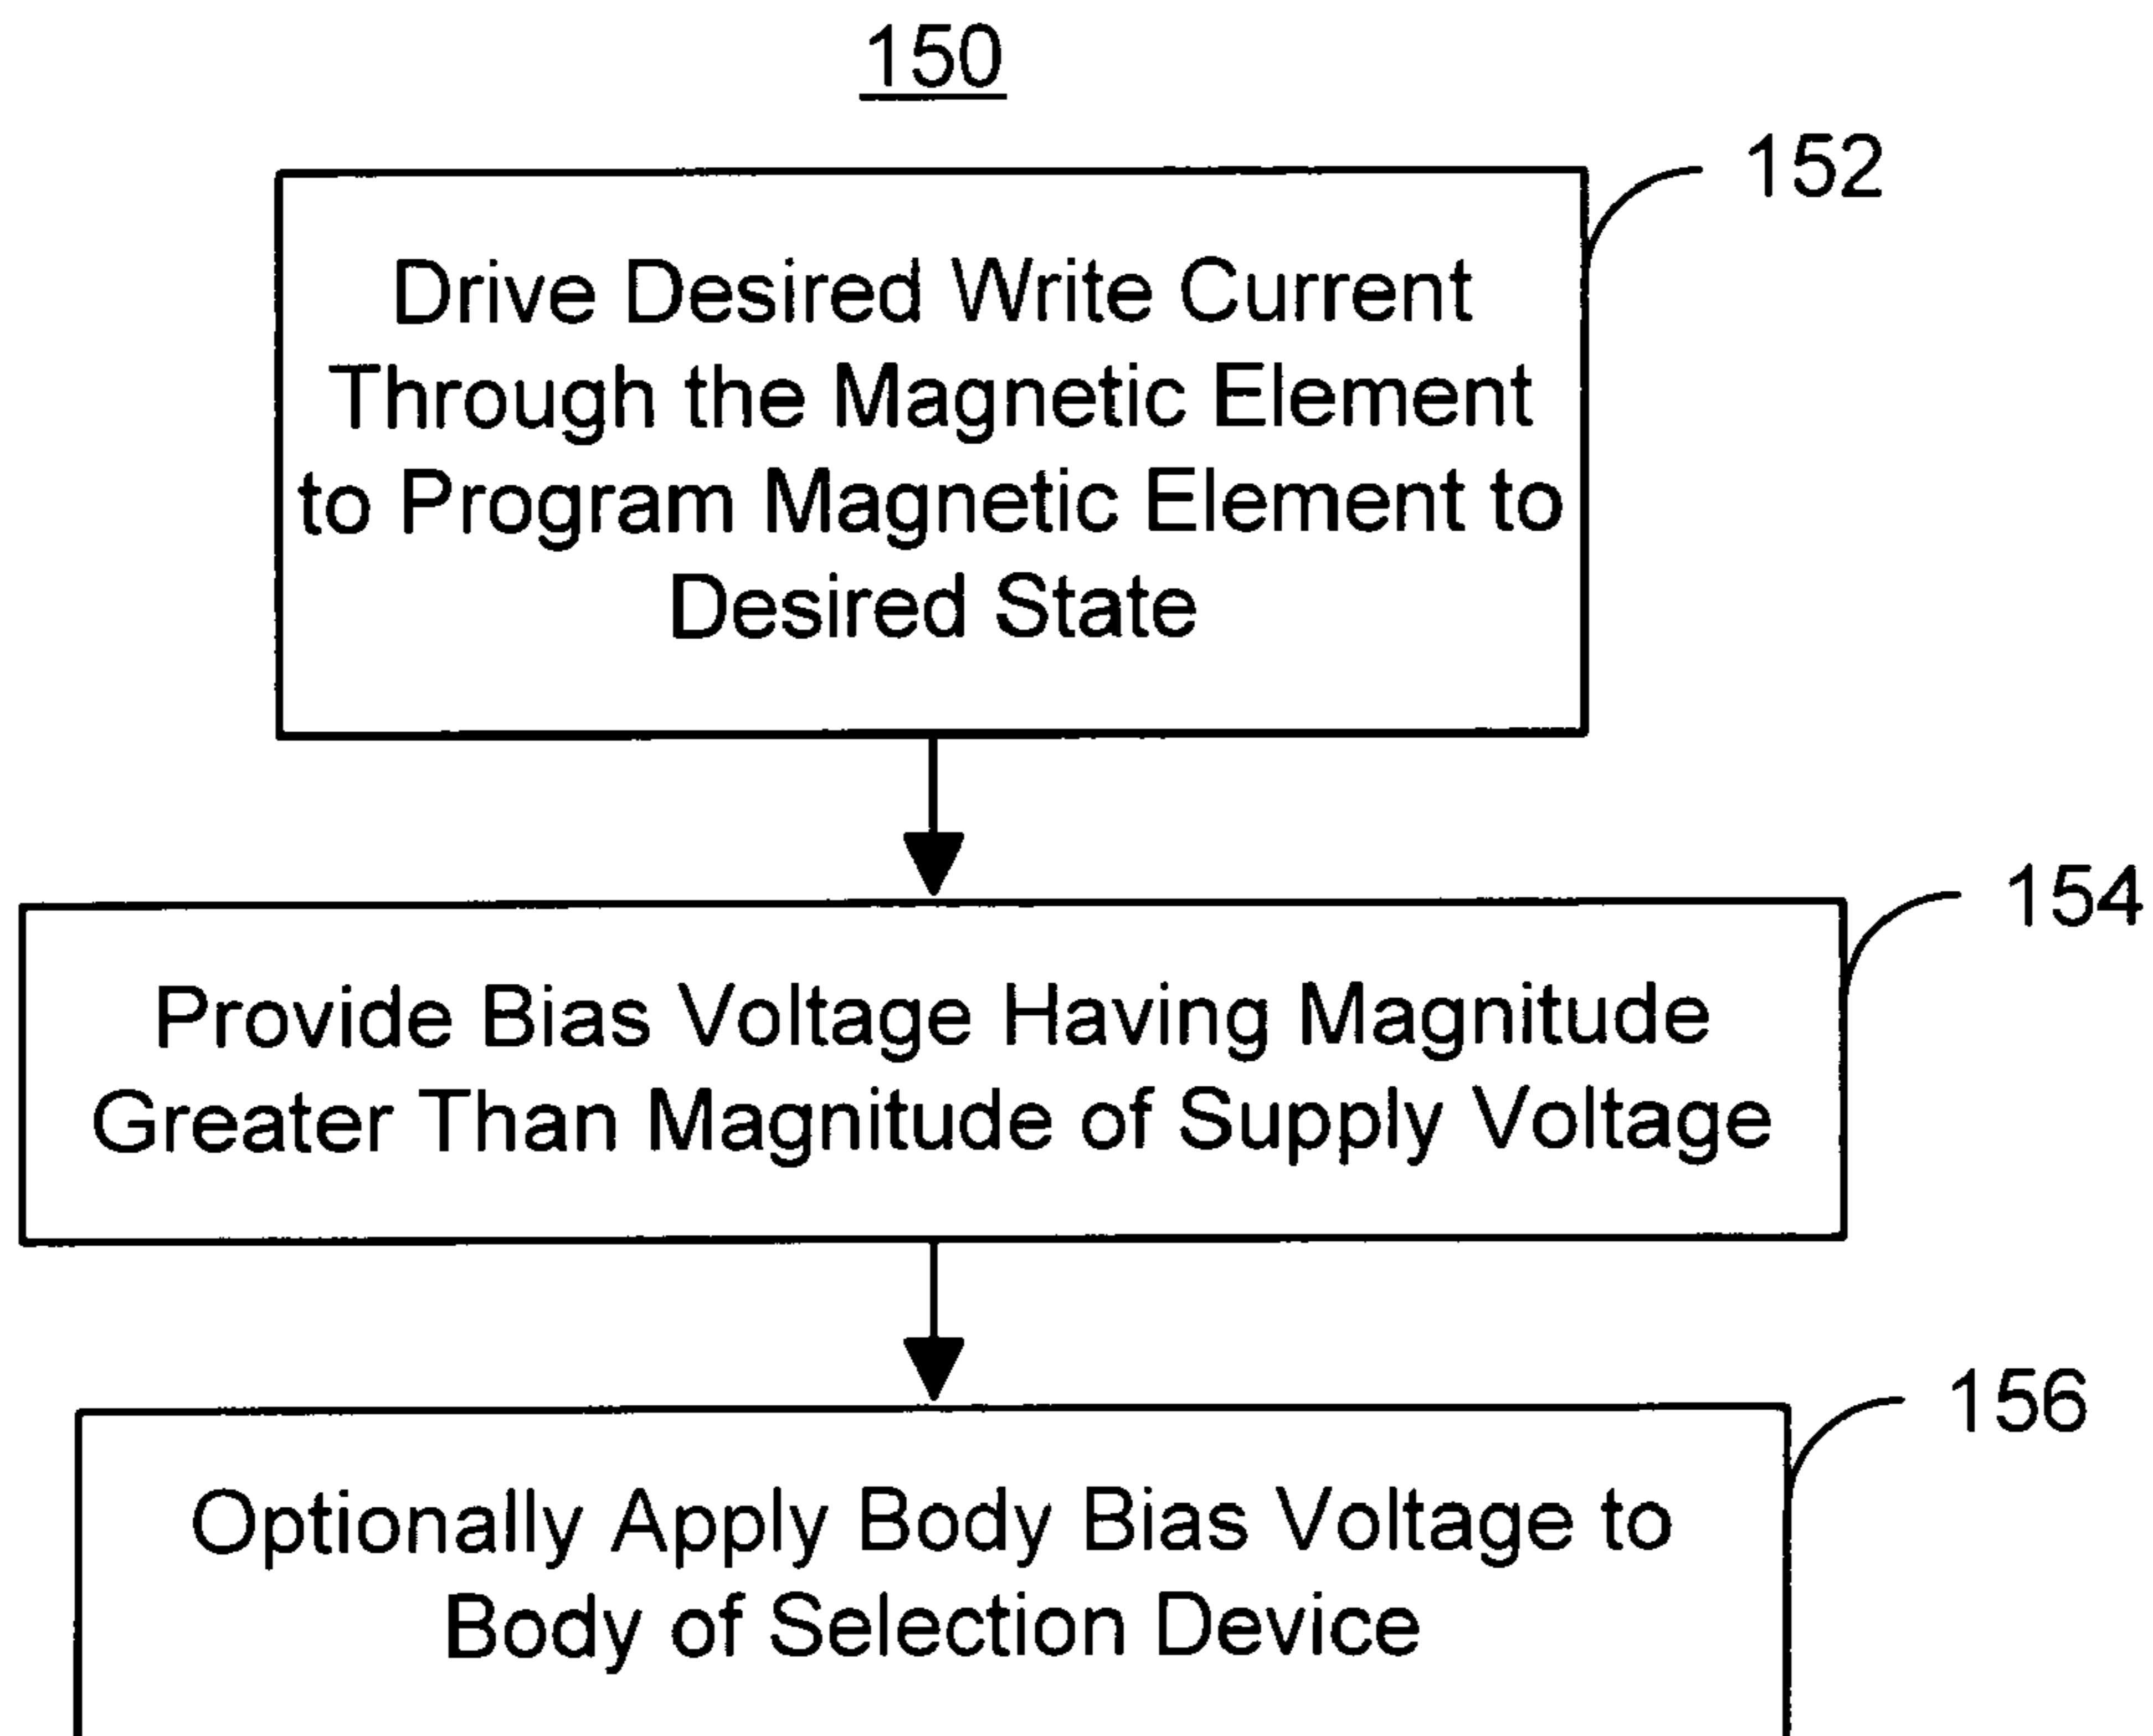 150
152
Drive Desired Write Current
Through the Magnetic Element
to Program Magnetic Element to
Desired State
154
Provide Bias Voltage Having Magnitude
Greater Than Magnitude of Supply Voltage
156
Optionally Apply Body Bias Voltage to
Body of Selection Device